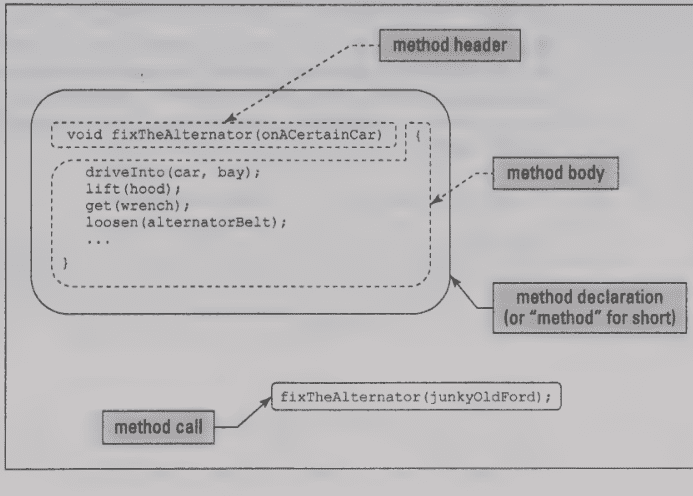 method header
void fixTheAlternator(onACertainCar) {
driveInto(car, bay);
lift(hood);
get(wrench);
loosen(alternatorBelt);
...
}
method body
method declaration
(or "method" for short)
fixTheAlternator(junkyOldFord);
method call